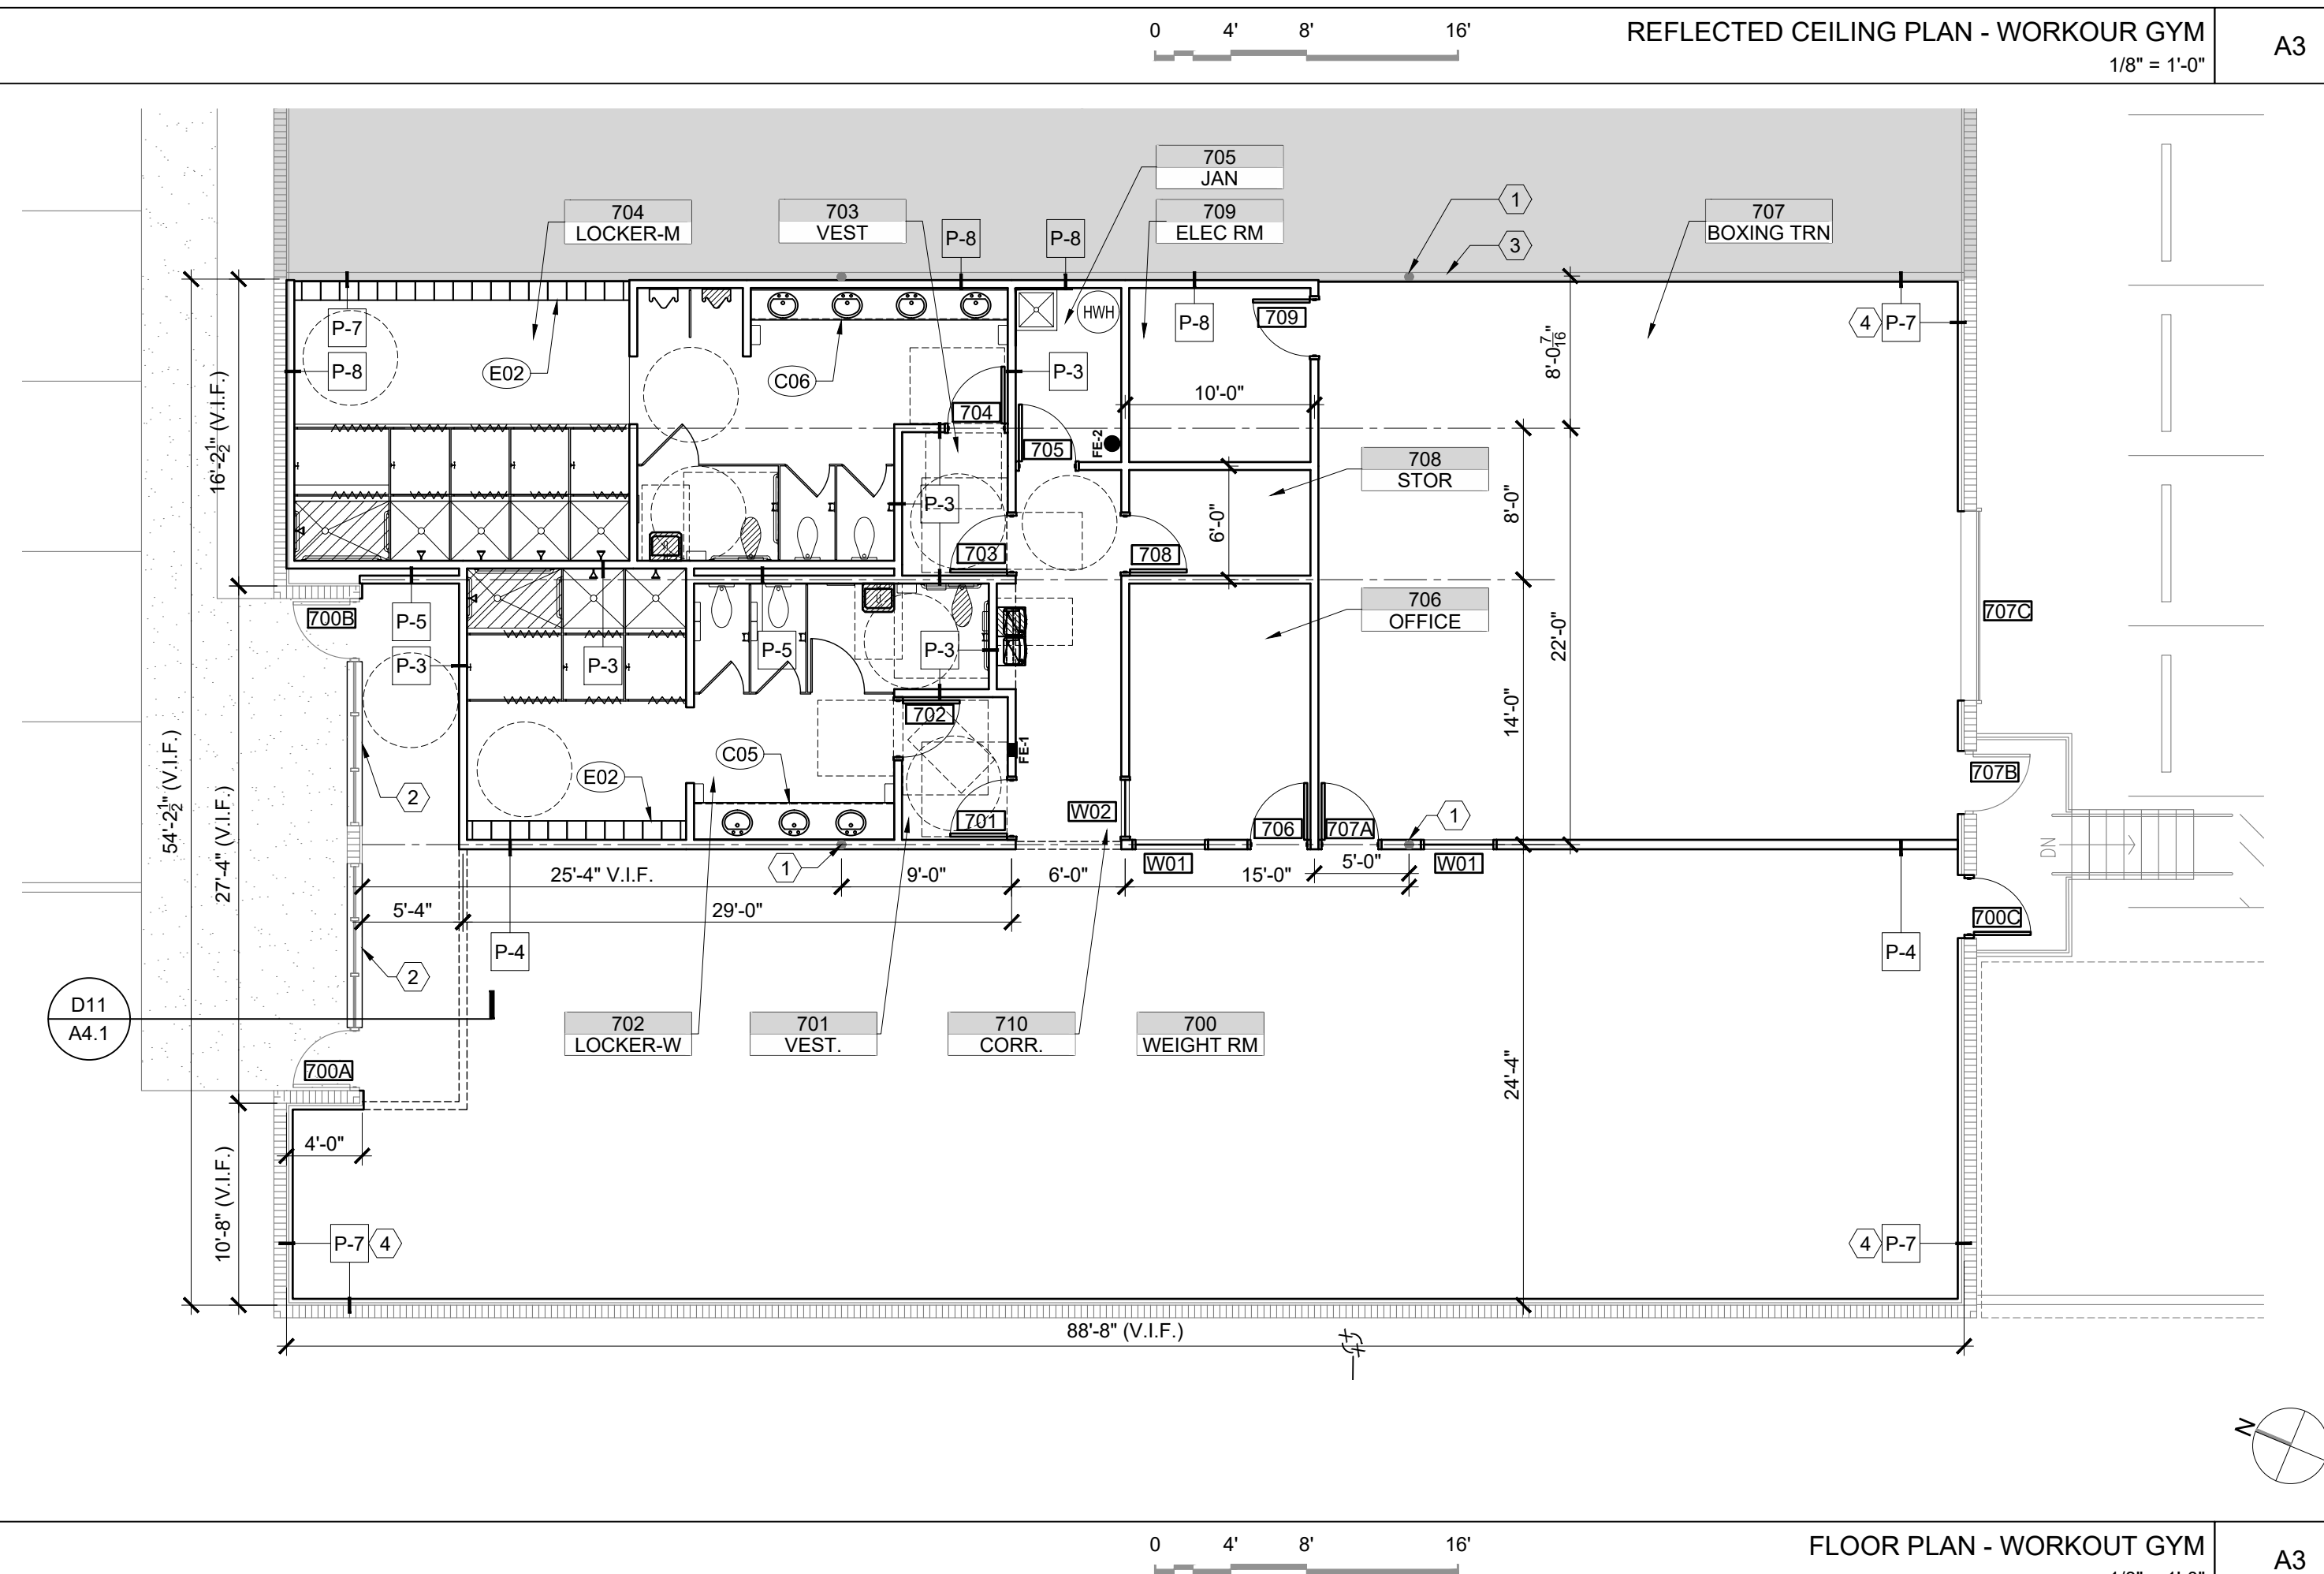 0 4' 8' 16'
REFLECTED CEILING PLAN - WORKOUR GYM
1/8" = 1'-0"
A3
705
JAN
704
LOCKER-M
703
VEST
P-8
P-8
709
ELEC RM
1
3
707
BOXING TRN
HWH
P-7
P-8
E02
C06
P-3
P-8
709
4
P-7
8'-0 7/16"
10'-0"
704
705
FE-2
16'-2 1/2" (V.I.F.)
708
STOR
P-3
6'-0"
8'-0"
703
708
700B
P-5
P-3
P-3
P-5
P-3
706
OFFICE
707C
22'-0"
14'-0"
702
FE-1
C05
E02
2
701
W02
706
707A
1
707B
DN
54'-2 1/2" (V.I.F.)
27'-4" (V.I.F.)
1
W01
W01
25'-4" V.I.F.
9'-0"
6'-0"
15'-0"
5'-0"
5'-4"
29'-0"
700C
P-4
P-4
2
D11
A4.1
702
LOCKER-W
701
VEST.
710
CORR.
700
WEIGHT RM
700A
24'-4"
4'-0"
10'-8" (V.I.F.)
P-7
4
4
P-7
88'-8" (V.I.F.)
N
0 4' 8' 16'
FLOOR PLAN - WORKOUT GYM
A3
1/8" = 1'-0"